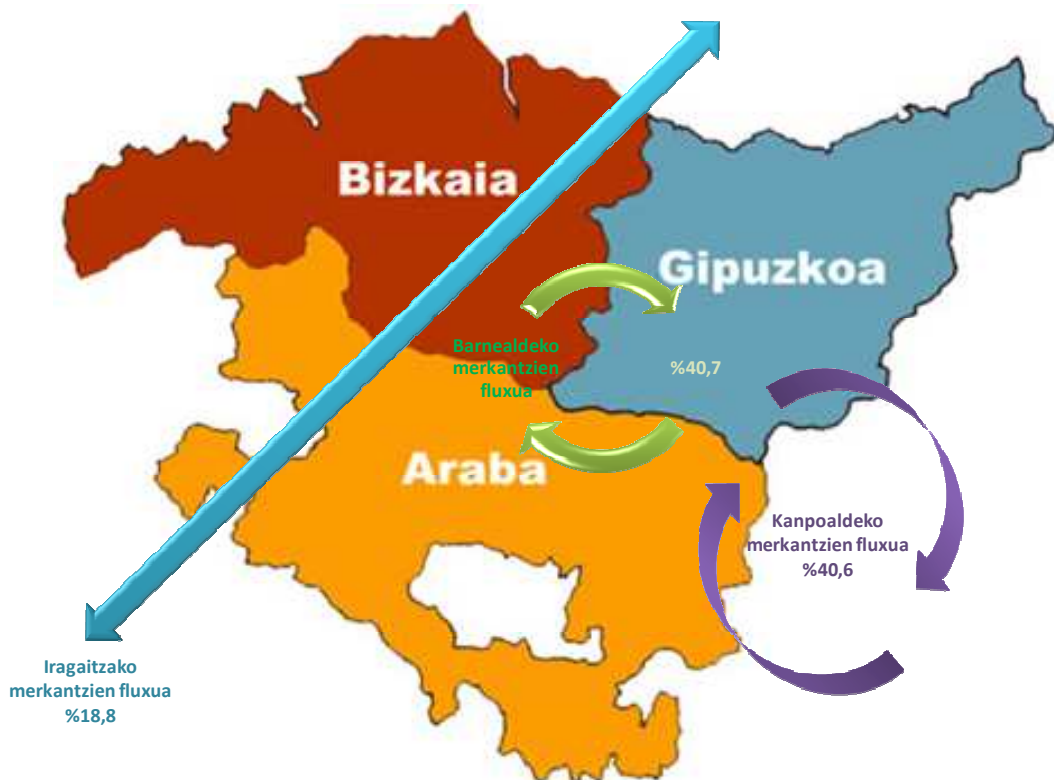 Bizkaia
Gipuzkoa
Barnealdeko
merkantzien
fluxua
%40,7
Araba
Kanpoaldeko
merkantzien fluxua
%40,6
Iragaitzako
merkantzien fluxua
%18,8